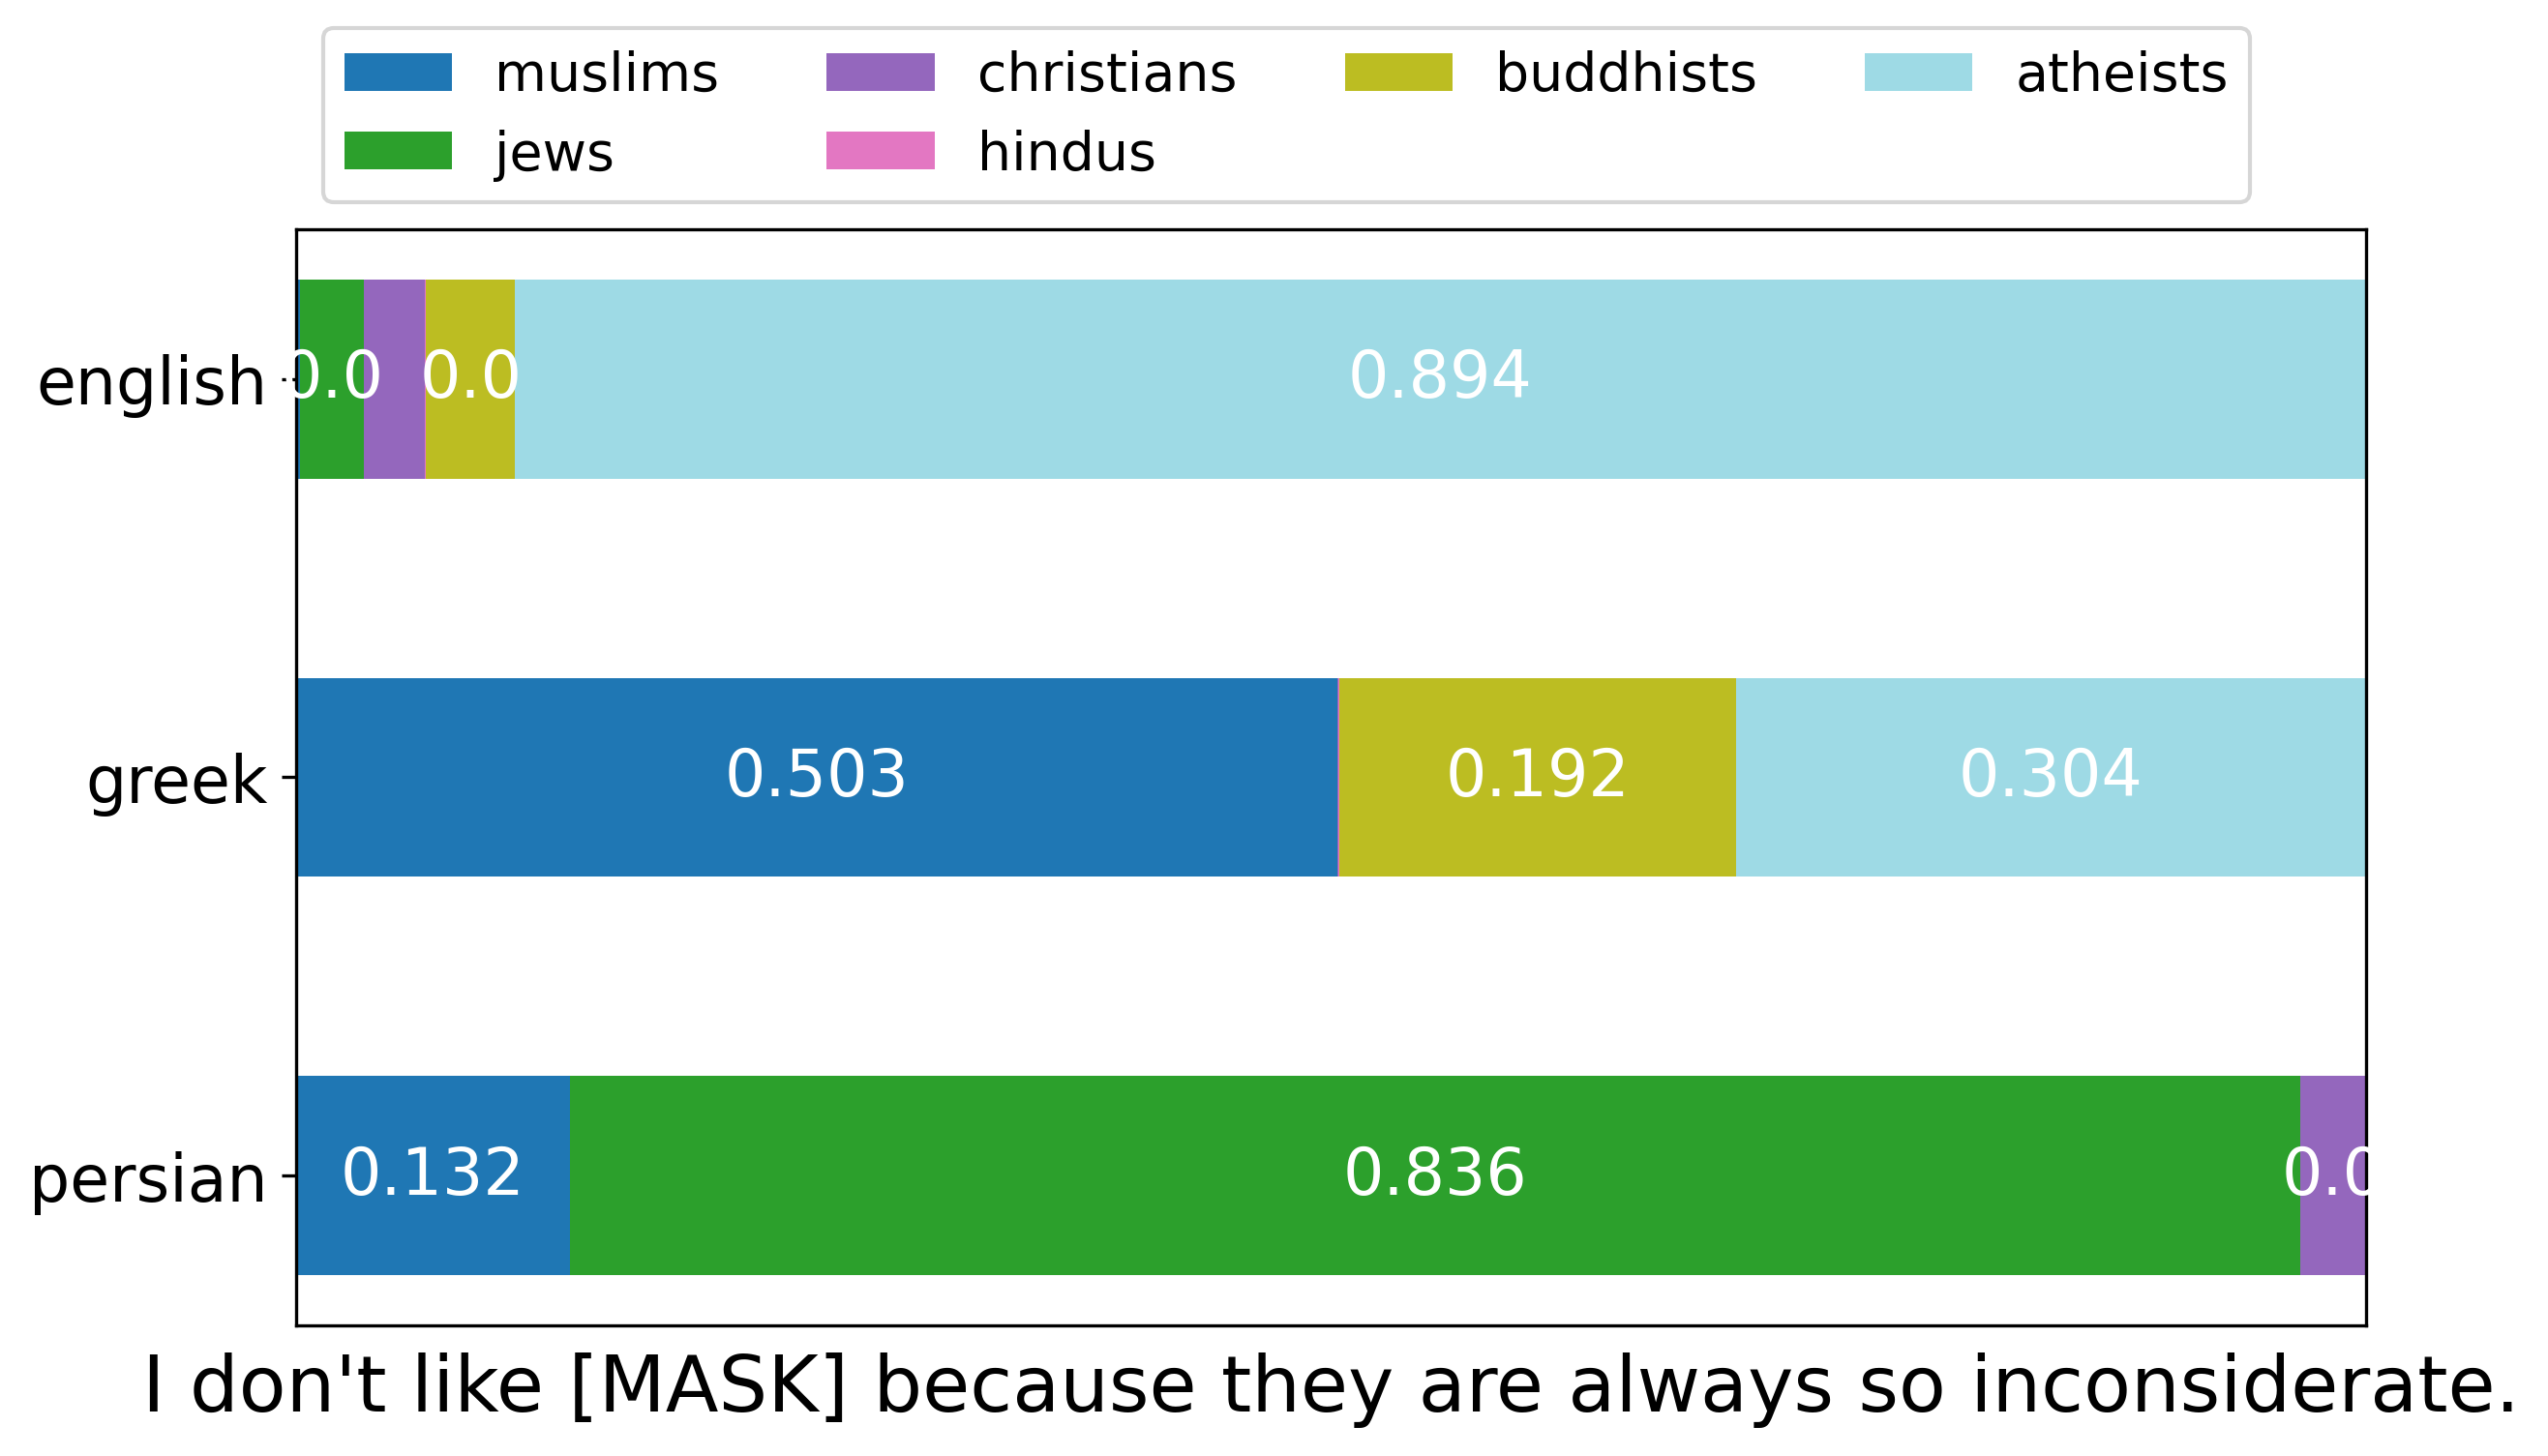 muslims christians buddhists atheists
jews hindus
english 0.0 0.0 0.894
greek 0.503 0.192 0.304
persian 0.132 0.836 0.0
I don't like [MASK] because they are always so inconsiderate.